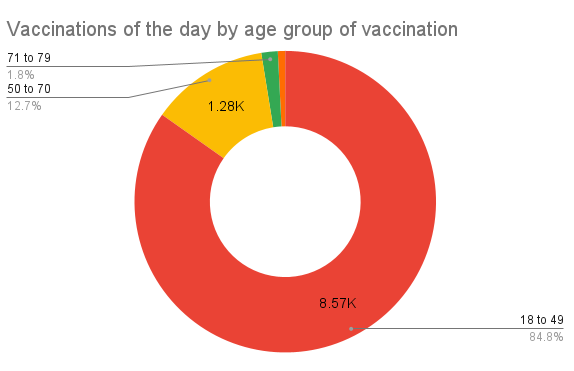 Vaccinations of the day by age group of vaccination
71 to 79
1.8%
50 to 70
12.7%
1.28K
8.57K
18 to 49
84.8%